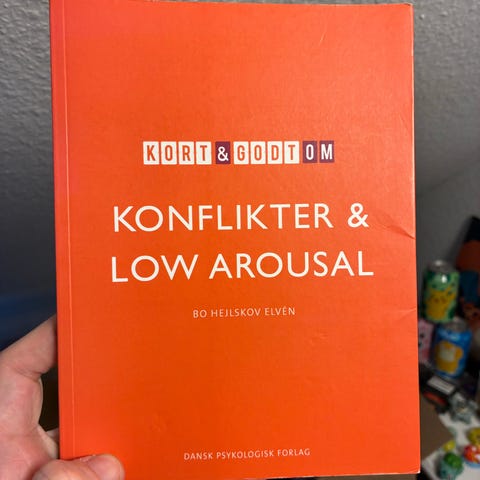 KORT & GODT OM
KONFLIKTER &
LOW AROUSAL
BO HEJLSKOV ELVÉN
DANSK PSYKOLOGISK FORLAG